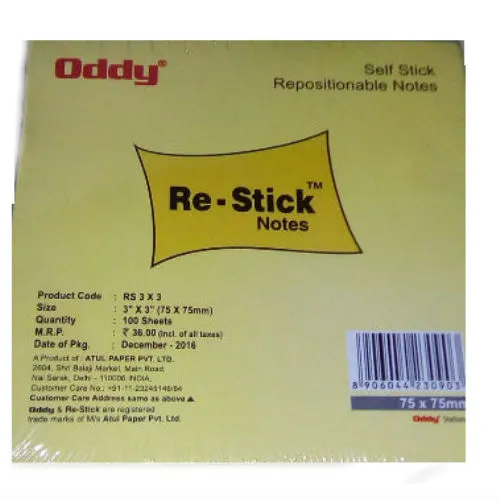 Oddy®
Self Stick
Repositionable Notes
Re-Stick™
Notes
Product Code : RS 3 X 3
Size : 3" X 3" (75 X 75mm)
Quantity : 100 Sheets
M.R.P. : ₹ 36.00 (Incl. of all taxes)
Date of Pkg. : December - 2016
A Product of : ATUL PAPER PVT. LTD.
2604, Shri Balaji Market, Main Road,
Nai Sarak, Delhi - 110006 INDIA,
Customer Care No.: +91-11-23245146/64
Customer Care Address same as above ▲
Oddy & Re-Stick are registered
trade marks of M/s Atul Paper Pvt. Ltd.
8 906044 230903
75 x 75mm
Oddy